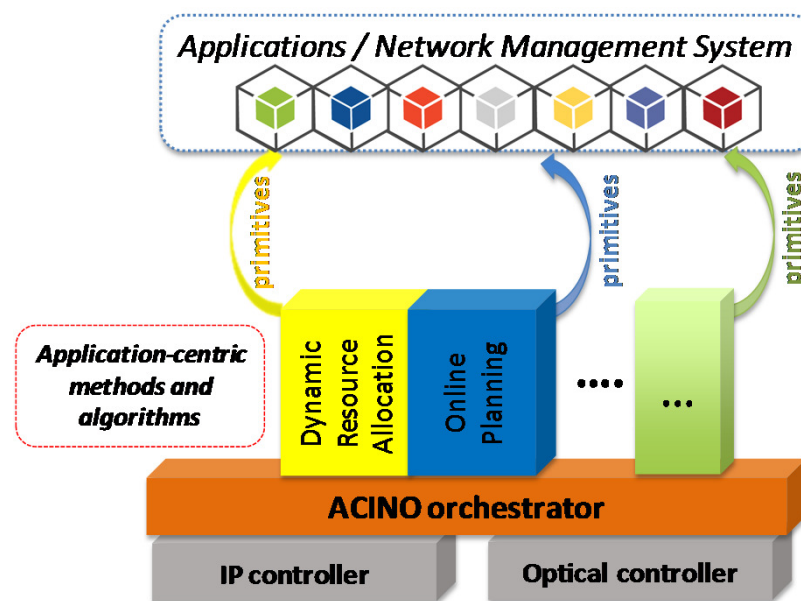 Applications / Network Management System
primitives
primitives
primitives
Application-centric
methods and
algorithms
Dynamic
Resource
Allocation
Online
Planning
....
...
ACINO orchestrator
IP controller
Optical controller